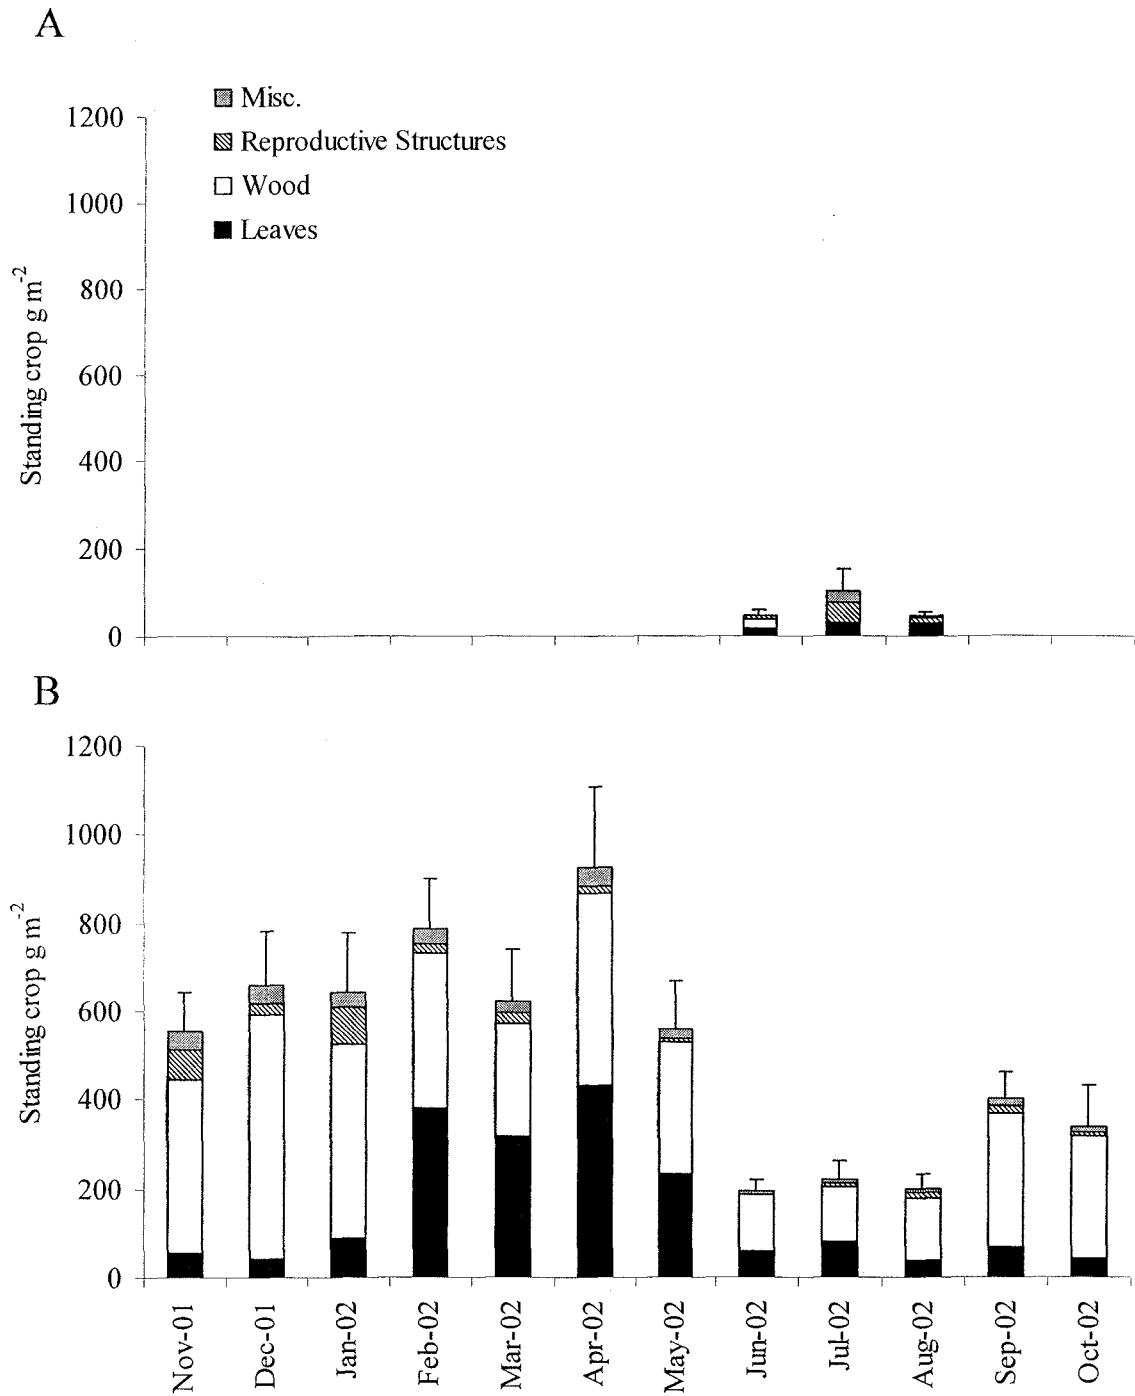 A
Misc.
Reproductive Structures
Wood
Leaves
1200
1000
800
600
400
200
0
Standing crop g m⁻²
B
1200
1000
800
600
400
200
0
Standing crop g m⁻²
Nov-01
Dec-01
Jan-02
Feb-02
Mar-02
Apr-02
May-02
Jun-02
Jul-02
Aug-02
Sep-02
Oct-02